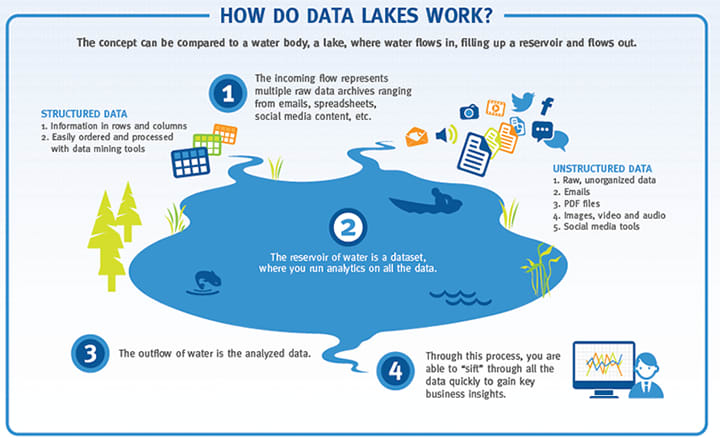 HOW DO DATA LAKES WORK?
The concept can be compared to a water body, a lake, where water flows in, filling up a reservoir and flows out.
1
The incoming flow represents
multiple raw data archives ranging
from emails, spreadsheets,
social media content, etc.
STRUCTURED DATA
1. Information in rows and columns
2. Easily ordered and processed
with data mining tools
UNSTRUCTURED DATA
1. Raw, unorganized data
2. Emails
3. PDF files
4. Images, video and audio
5. Social media tools
2
The reservoir of water is a dataset,
where you run analytics on all the data.
3
The outflow of water is the analyzed data.
4
Through this process, you are
able to "sift" through all the
data quickly to gain key
business insights.